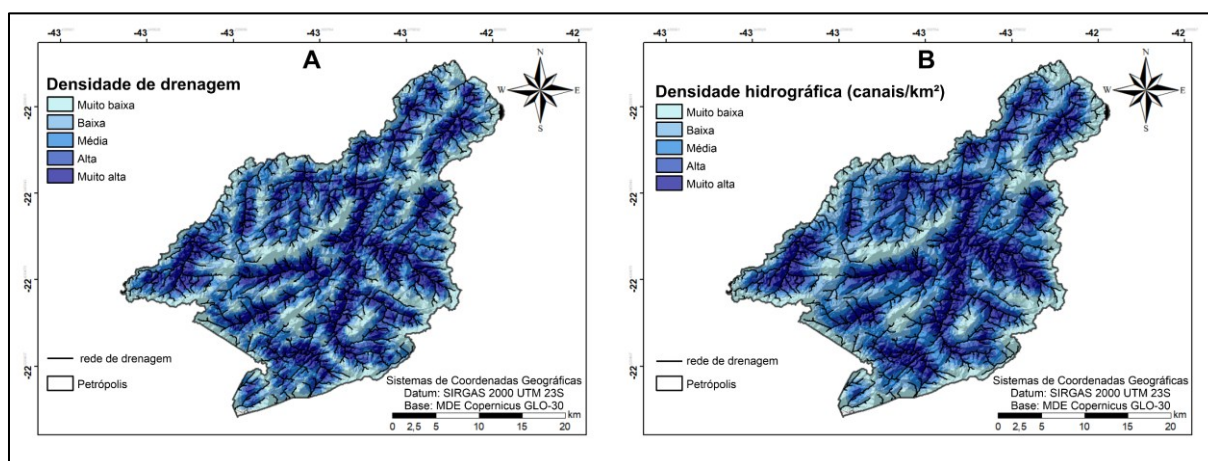 -43 -43 -43 -43 -43 -42 -42
A
N
W E
S
Densidade de drenagem
Muito baixa
Baixa
Média
Alta
Muito alta
-22
-22
-22
-22
rede de drenagem
Petrópolis
Sistemas de Coordenadas Geográficas
Datum: SIRGAS 2000 UTM 23S
Base: MDE Copernicus GLO-30
km
0 2,5 5 10 15 20
-43 -43 -43 -43 -43 -42 -42
B
N
W E
S
Densidade hidrográfica (canais/km²)
Muito baixa
Baixa
Média
Alta
Muito alta
-22
-22
-22
-22
rede de drenagem
Petrópolis
Sistemas de Coordenadas Geográficas
Datum: SIRGAS 2000 UTM 23S
Base: MDE Copernicus GLO-30
km
0 2,5 5 10 15 20